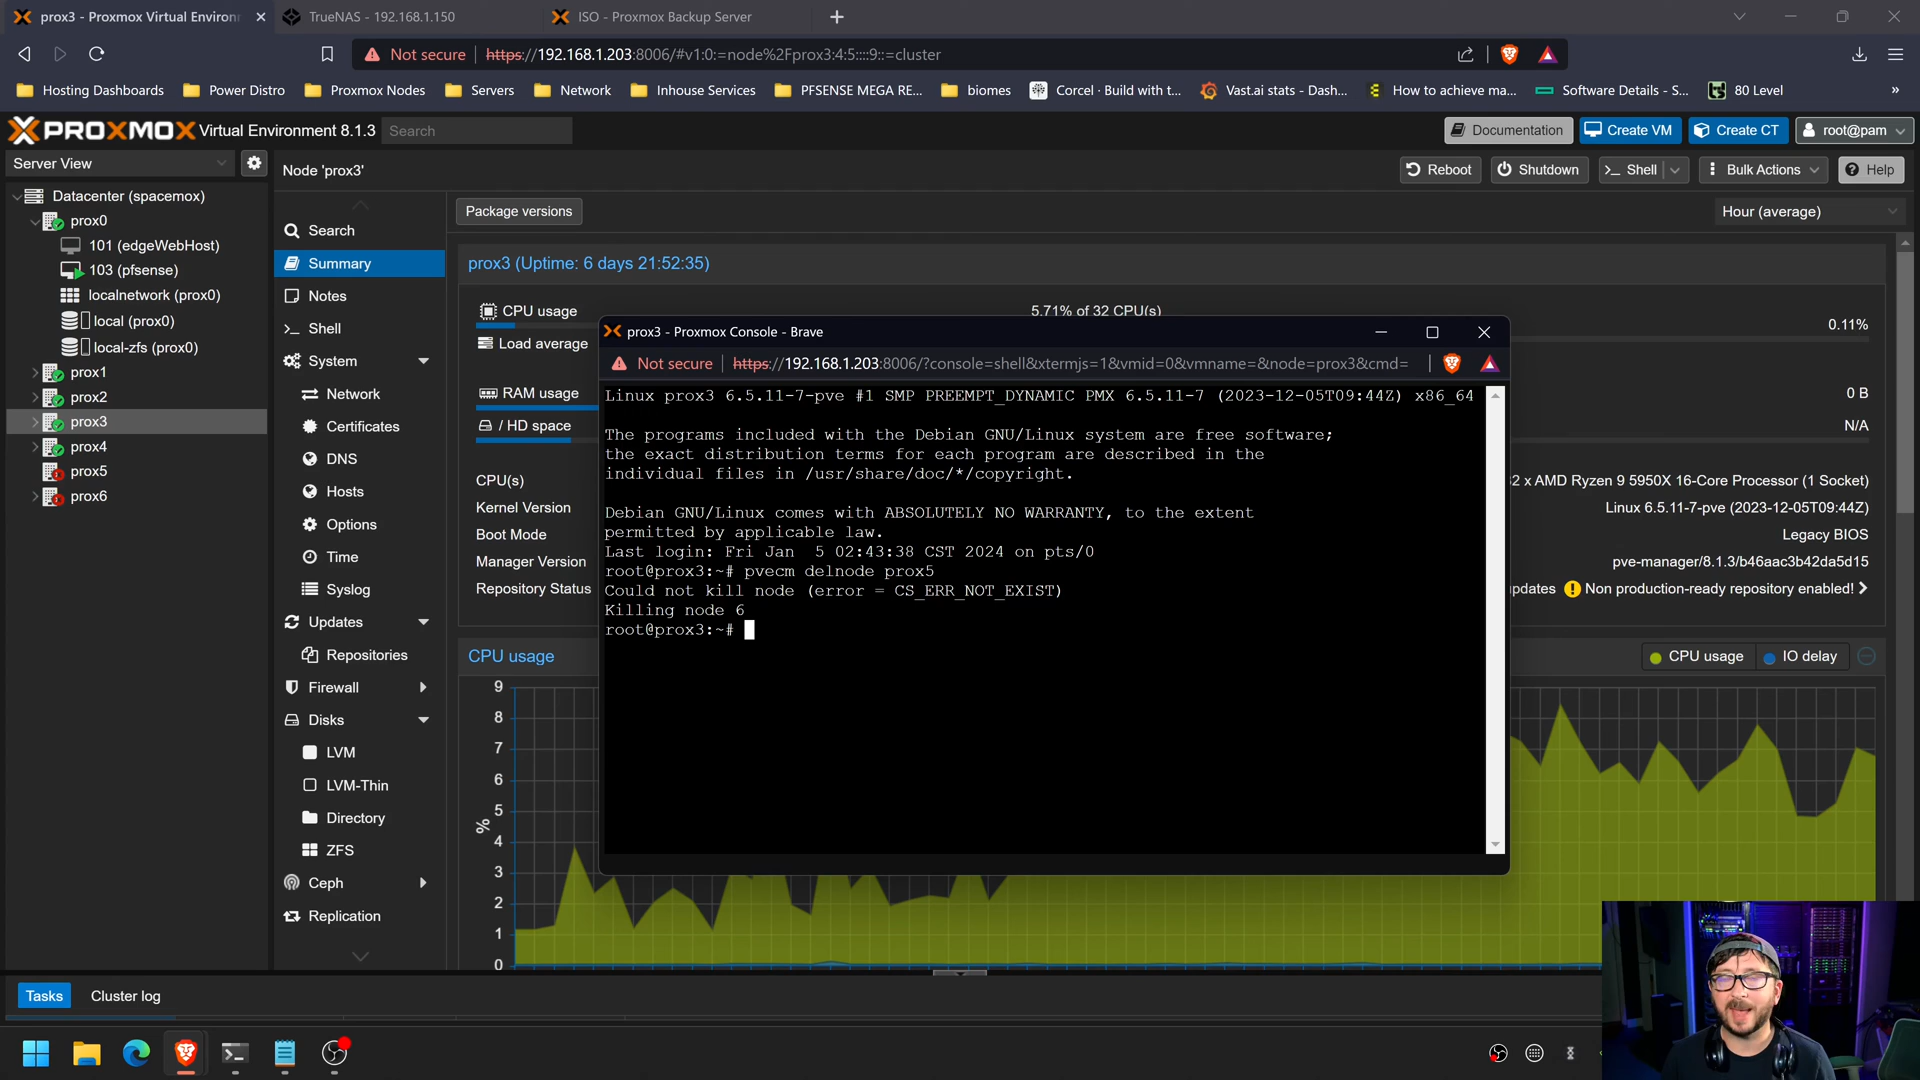 prox3 - Proxmox Virtual Environ
TrueNAS - 192.168.1.150
ISO - Proxmox Backup Server
Not secure
https://192.168.1.203:8006/#v1:0:=node%2Fprox3:4:5::::9::=cluster
Hosting Dashboards
Power Distro
Proxmox Nodes
Servers
Network
Inhouse Services
PFSENSE MEGA RE...
biomes
Corcel · Build with t...
Vast.ai stats - Dash...
How to achieve ma...
Software Details - S...
80 Level
»
PROXMOX Virtual Environment 8.1.3
Search
Documentation
Create VM
Create CT
root@pam
Server View
Node 'prox3'
Reboot
Shutdown
>_ Shell
Bulk Actions
Help
Datacenter (spacemox)
prox0
101 (edgeWebHost)
103 (pfsense)
localnetwork (prox0)
local (prox0)
local-zfs (prox0)
prox1
prox2
prox3
prox4
prox5
prox6
Search
Summary
Notes
>_ Shell
System
Network
Certificates
DNS
Hosts
Options
Time
Syslog
Updates
Repositories
Firewall
Disks
LVM
LVM-Thin
Directory
ZFS
Ceph
Replication
Package versions
Hour (average)
prox3 (Uptime: 6 days 21:52:35)
CPU usage
5.71% of 32 CPU(s)
0.11%
Load average
RAM usage
0 B
/ HD space
N/A
CPU(s)
32 x AMD Ryzen 9 5950X 16-Core Processor (1 Socket)
Kernel Version
Linux 6.5.11-7-pve (2023-12-05T09:44Z)
Boot Mode
Legacy BIOS
Manager Version
pve-manager/8.1.3/b46aac3b42da5d15
Repository Status
updates
Non production-ready repository enabled!
prox3 - Proxmox Console - Brave
Not secure
https://192.168.1.203:8006/?console=shell&xtermjs=1&vmid=0&vmname=&node=prox3&cmd=
Linux prox3 6.5.11-7-pve #1 SMP PREEMPT_DYNAMIC PMX 6.5.11-7 (2023-12-05T09:44Z) x86_64
The programs included with the Debian GNU/Linux system are free software;
the exact distribution terms for each program are described in the
individual files in /usr/share/doc/*/copyright.
Debian GNU/Linux comes with ABSOLUTELY NO WARRANTY, to the extent
permitted by applicable law.
Last login: Fri Jan  5 02:43:38 CST 2024 on pts/0
root@prox3:~# pvecm delnode prox5
Could not kill node (error = CS_ERR_NOT_EXIST)
Killing node 6
root@prox3:~#
CPU usage
CPU usage
IO delay
9
8
7
6
5
4
3
2
1
0
%
Tasks
Cluster log